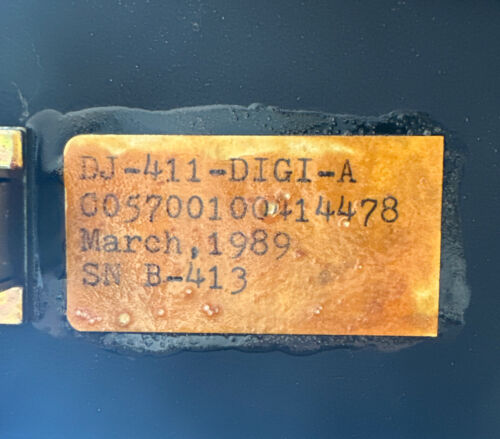 DJ-411-DIGI-A
C05700100414478
March,1989
SN B-413